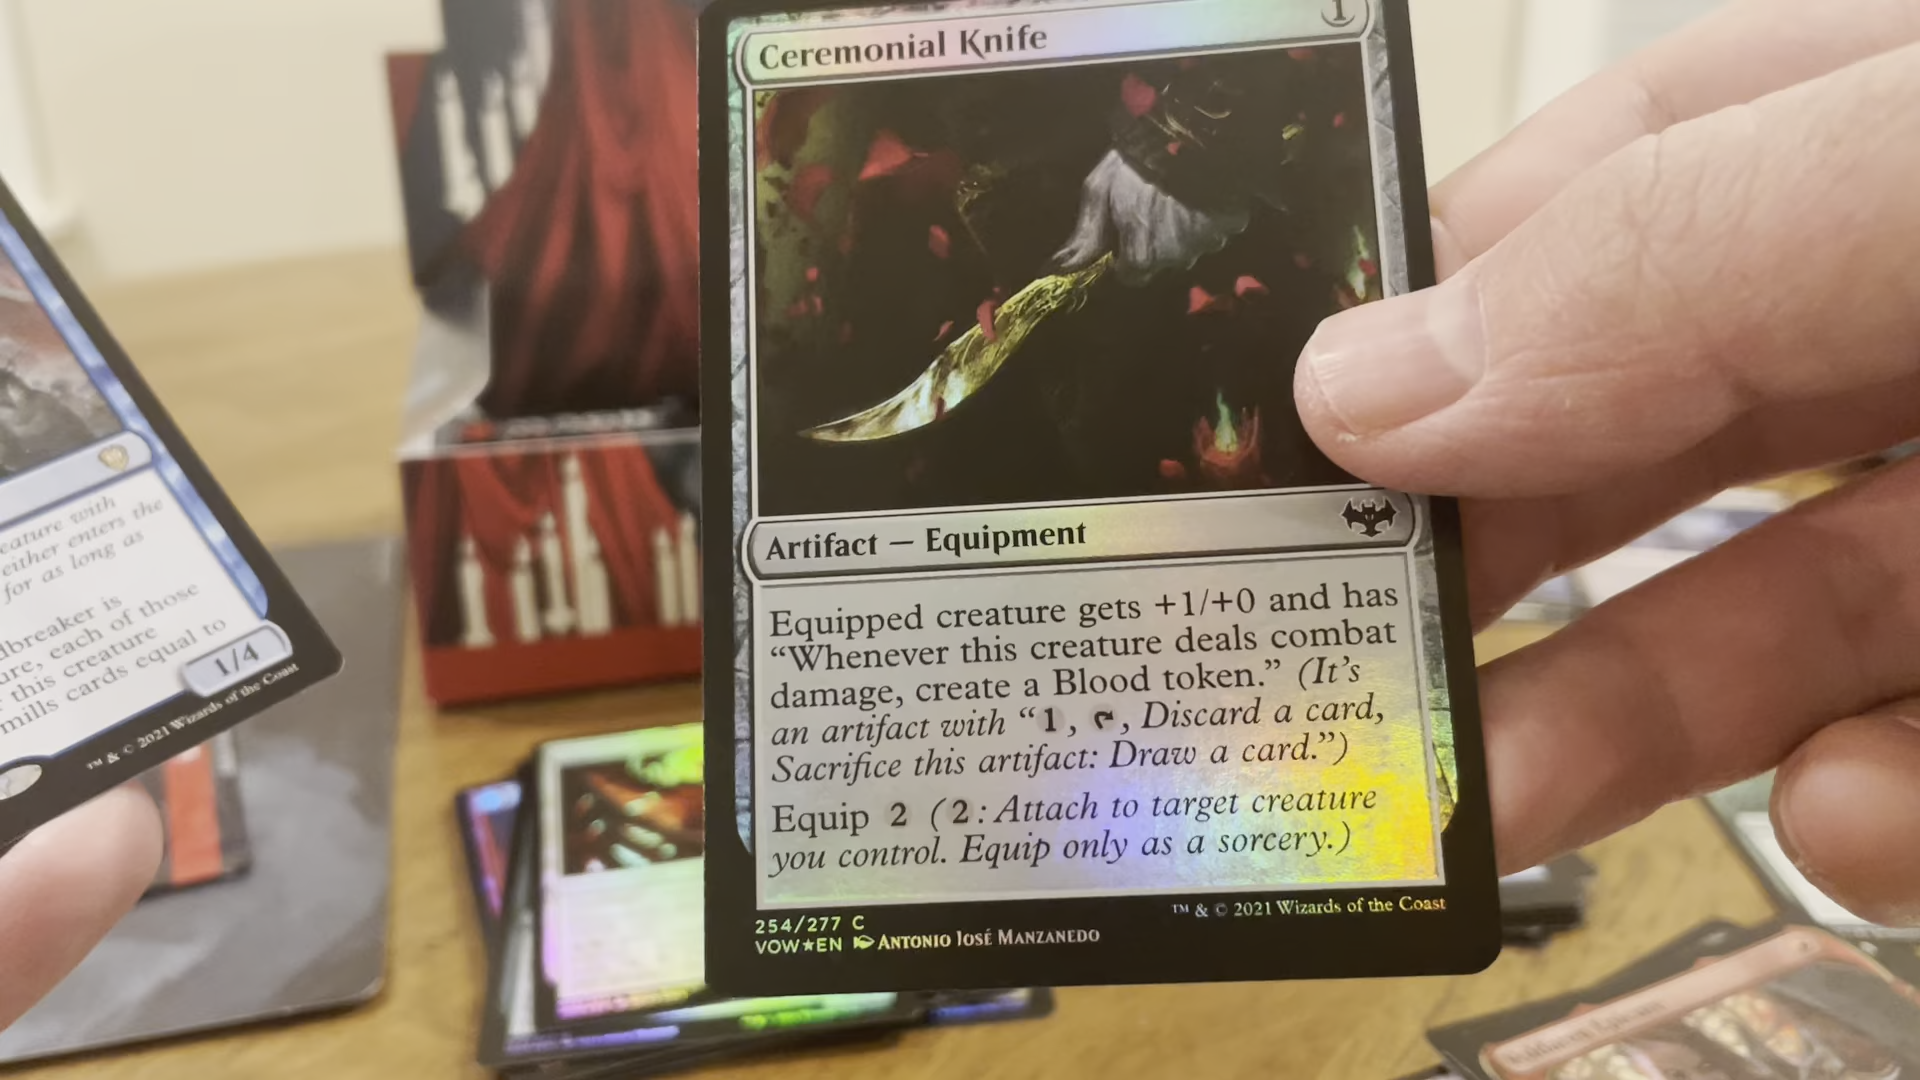 Ceremonial Knife
1
Artifact — Equipment
Equipped creature gets +1/+0 and has
“Whenever this creature deals combat
damage, create a Blood token.” (It’s
an artifact with “1, , Discard a card,
Sacrifice this artifact: Draw a card.”)
Equip 2 (2: Attach to target creature
you control. Equip only as a sorcery.)
254/277 C
VOW★EN ANTONIO JOSÉ MANZANEDO
™ & © 2021 Wizards of the Coast
eature with
either enters the
for as long as
dbreaker is
ure, each of those
this creature
mills cards equal to
1/4
™ & © 2021 Wizards of the Coast